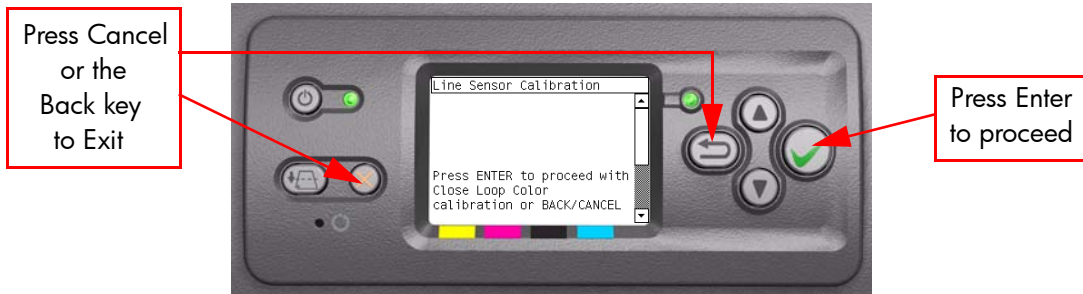 Press Cancel
or the
Back key
to Exit
Line Sensor Calibration
Press ENTER to proceed with
Close Loop Color
calibration or BACK/CANCEL
Press Enter
to proceed